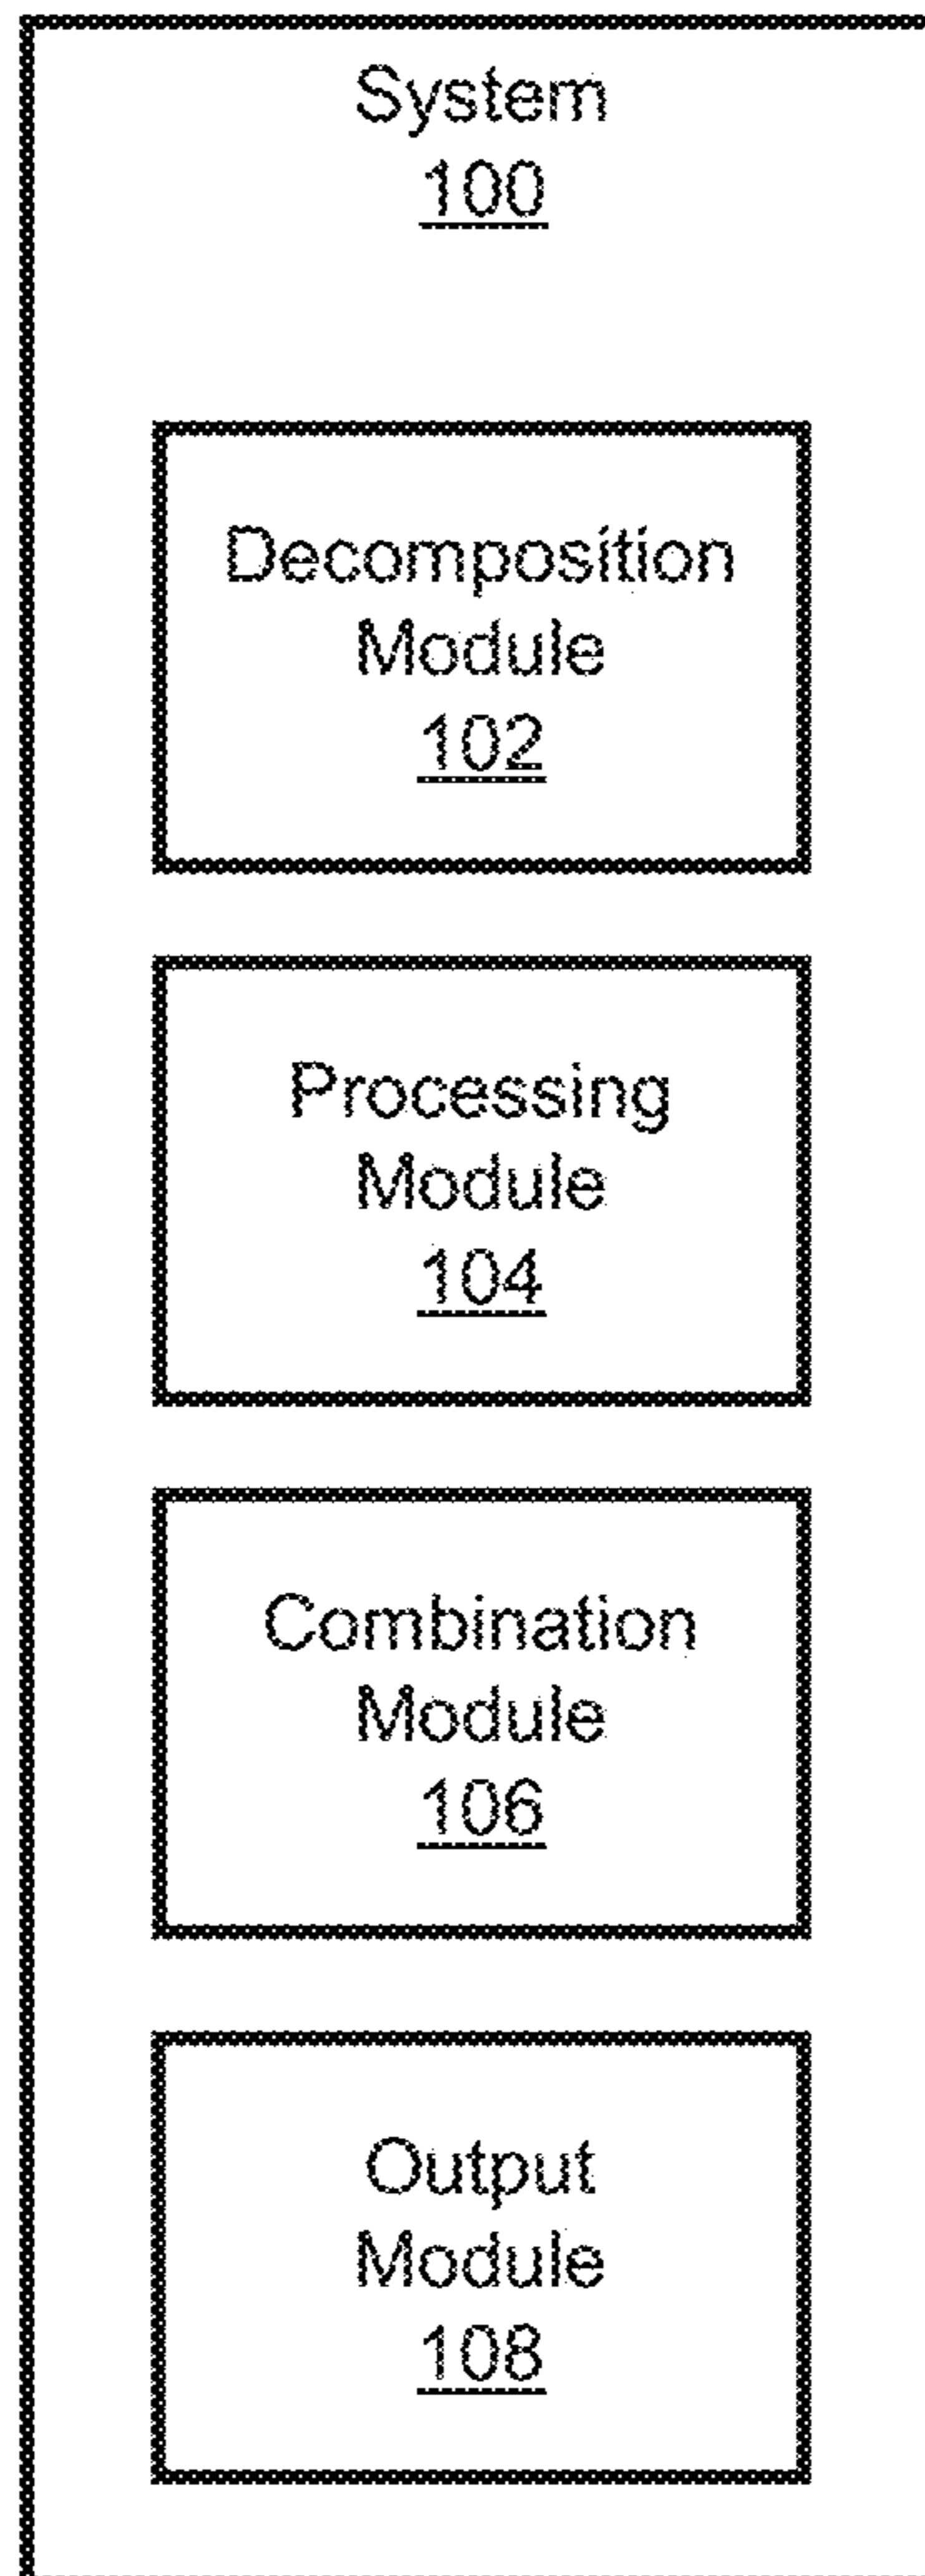 System
100
Decomposition
Module
102
Processing
Module
104
Combination
Module
106
Output
Module
108